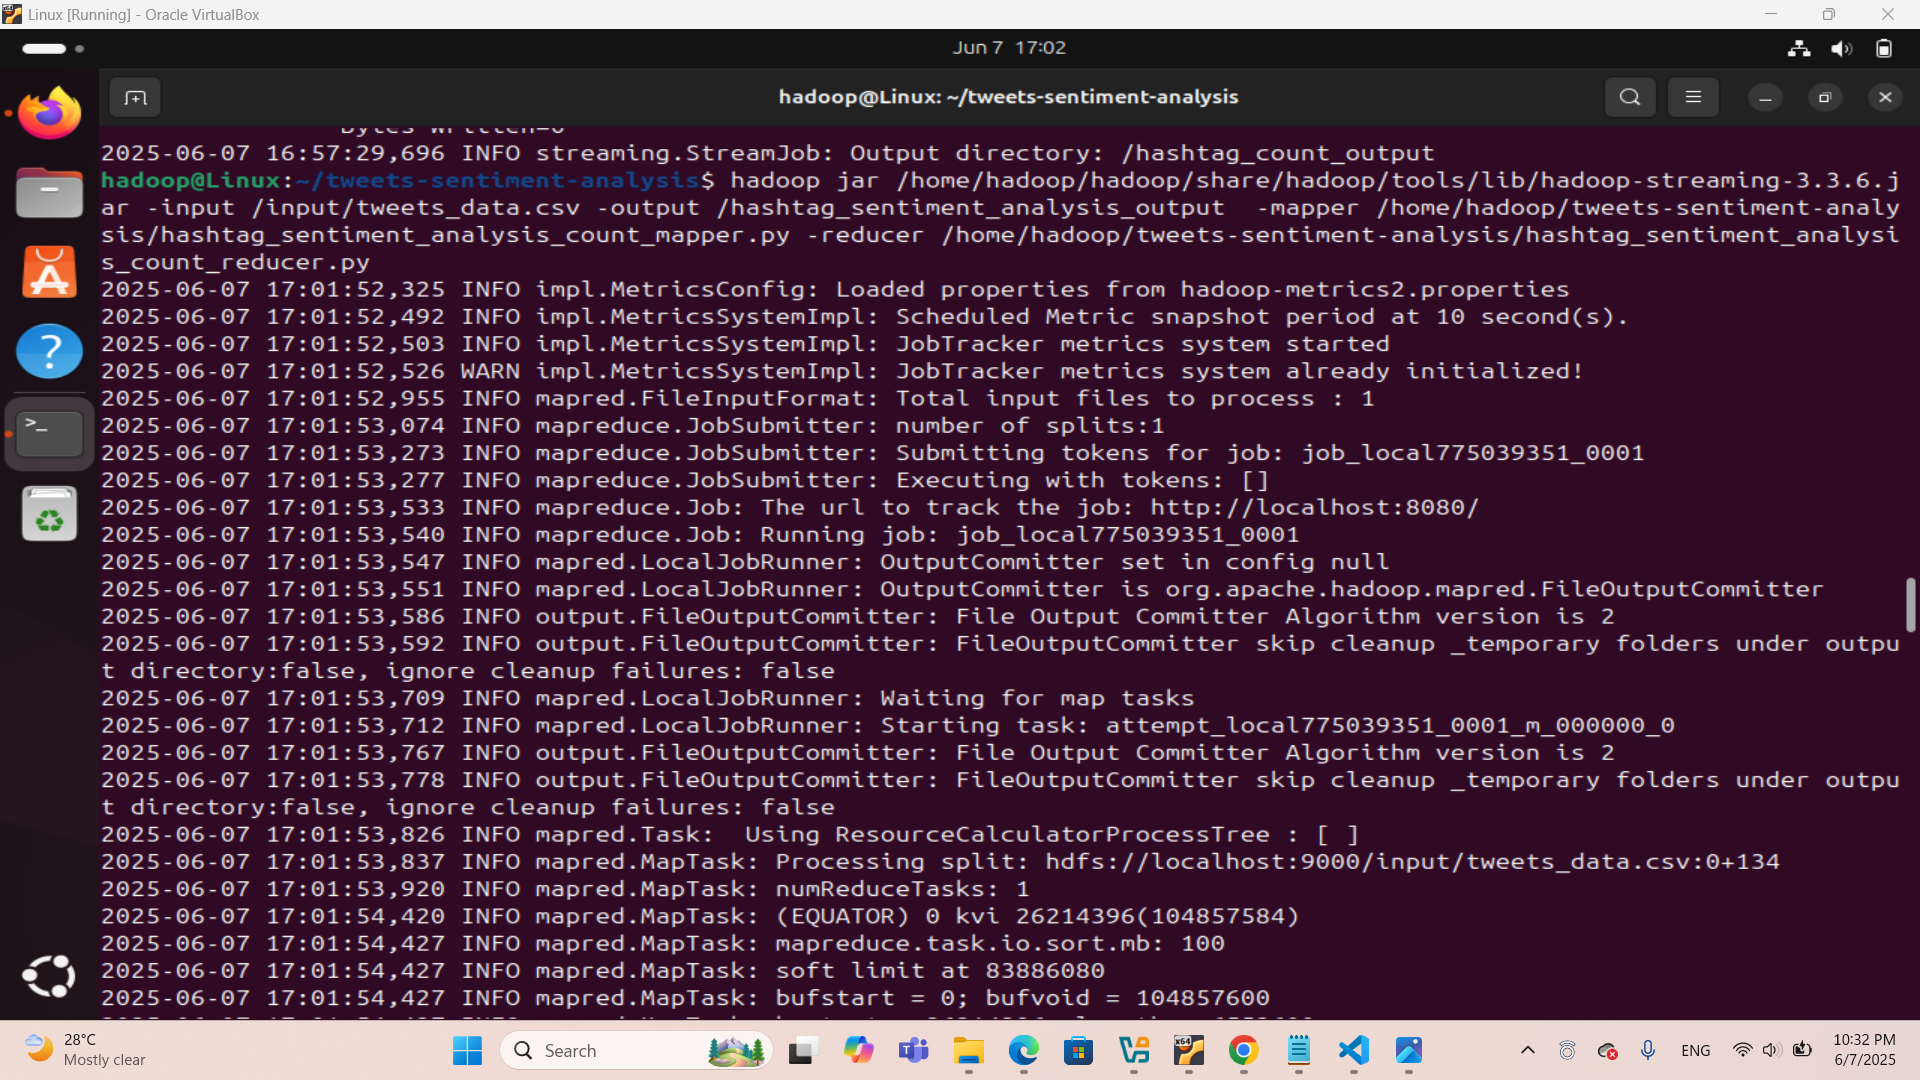 Linux [Running] - Oracle VirtualBox
Jun 7 17:02
hadoop@Linux: ~/tweets-sentiment-analysis
Bytes Written=0
2025-06-07 16:57:29,696 INFO streaming.StreamJob: Output directory: /hashtag_count_output
hadoop@Linux:~/tweets-sentiment-analysis$ hadoop jar /home/hadoop/hadoop/share/hadoop/tools/lib/hadoop-streaming-3.3.6.j
ar -input /input/tweets_data.csv -output /hashtag_sentiment_analysis_output  -mapper /home/hadoop/tweets-sentiment-analy
sis/hashtag_sentiment_analysis_count_mapper.py -reducer /home/hadoop/tweets-sentiment-analysis/hashtag_sentiment_analysi
s_count_reducer.py
2025-06-07 17:01:52,325 INFO impl.MetricsConfig: Loaded properties from hadoop-metrics2.properties
2025-06-07 17:01:52,492 INFO impl.MetricsSystemImpl: Scheduled Metric snapshot period at 10 second(s).
2025-06-07 17:01:52,503 INFO impl.MetricsSystemImpl: JobTracker metrics system started
2025-06-07 17:01:52,526 WARN impl.MetricsSystemImpl: JobTracker metrics system already initialized!
2025-06-07 17:01:52,955 INFO mapred.FileInputFormat: Total input files to process : 1
2025-06-07 17:01:53,074 INFO mapreduce.JobSubmitter: number of splits:1
2025-06-07 17:01:53,273 INFO mapreduce.JobSubmitter: Submitting tokens for job: job_local775039351_0001
2025-06-07 17:01:53,277 INFO mapreduce.JobSubmitter: Executing with tokens: []
2025-06-07 17:01:53,533 INFO mapreduce.Job: The url to track the job: http://localhost:8080/
2025-06-07 17:01:53,540 INFO mapreduce.Job: Running job: job_local775039351_0001
2025-06-07 17:01:53,547 INFO mapred.LocalJobRunner: OutputCommitter set in config null
2025-06-07 17:01:53,551 INFO mapred.LocalJobRunner: OutputCommitter is org.apache.hadoop.mapred.FileOutputCommitter
2025-06-07 17:01:53,586 INFO output.FileOutputCommitter: File Output Committer Algorithm version is 2
2025-06-07 17:01:53,592 INFO output.FileOutputCommitter: FileOutputCommitter skip cleanup _temporary folders under outpu
t directory:false, ignore cleanup failures: false
2025-06-07 17:01:53,709 INFO mapred.LocalJobRunner: Waiting for map tasks
2025-06-07 17:01:53,712 INFO mapred.LocalJobRunner: Starting task: attempt_local775039351_0001_m_000000_0
2025-06-07 17:01:53,767 INFO output.FileOutputCommitter: File Output Committer Algorithm version is 2
2025-06-07 17:01:53,778 INFO output.FileOutputCommitter: FileOutputCommitter skip cleanup _temporary folders under outpu
t directory:false, ignore cleanup failures: false
2025-06-07 17:01:53,826 INFO mapred.Task:  Using ResourceCalculatorProcessTree : [ ]
2025-06-07 17:01:53,837 INFO mapred.MapTask: Processing split: hdfs://localhost:9000/input/tweets_data.csv:0+134
2025-06-07 17:01:53,920 INFO mapred.MapTask: numReduceTasks: 1
2025-06-07 17:01:54,420 INFO mapred.MapTask: (EQUATOR) 0 kvi 26214396(104857584)
2025-06-07 17:01:54,427 INFO mapred.MapTask: mapreduce.task.io.sort.mb: 100
2025-06-07 17:01:54,427 INFO mapred.MapTask: soft limit at 83886080
2025-06-07 17:01:54,427 INFO mapred.MapTask: bufstart = 0; bufvoid = 104857600
28°C
Mostly clear
Search
ENG
10:32 PM
6/7/2025